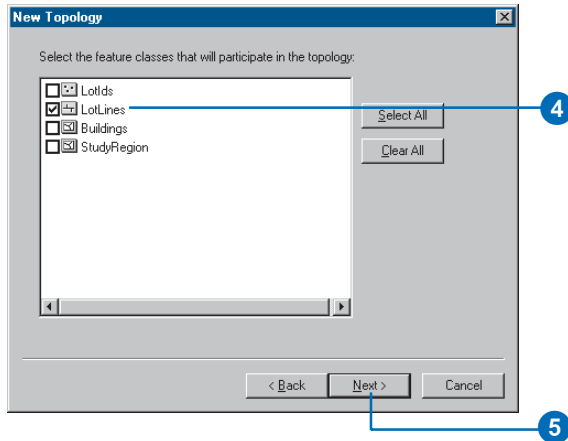 New Topology
Select the feature classes that will participate in the topology:
LotIds
LotLines
Buildings
StudyRegion
Select All
Clear All
4
< Back
Next >
Cancel
5